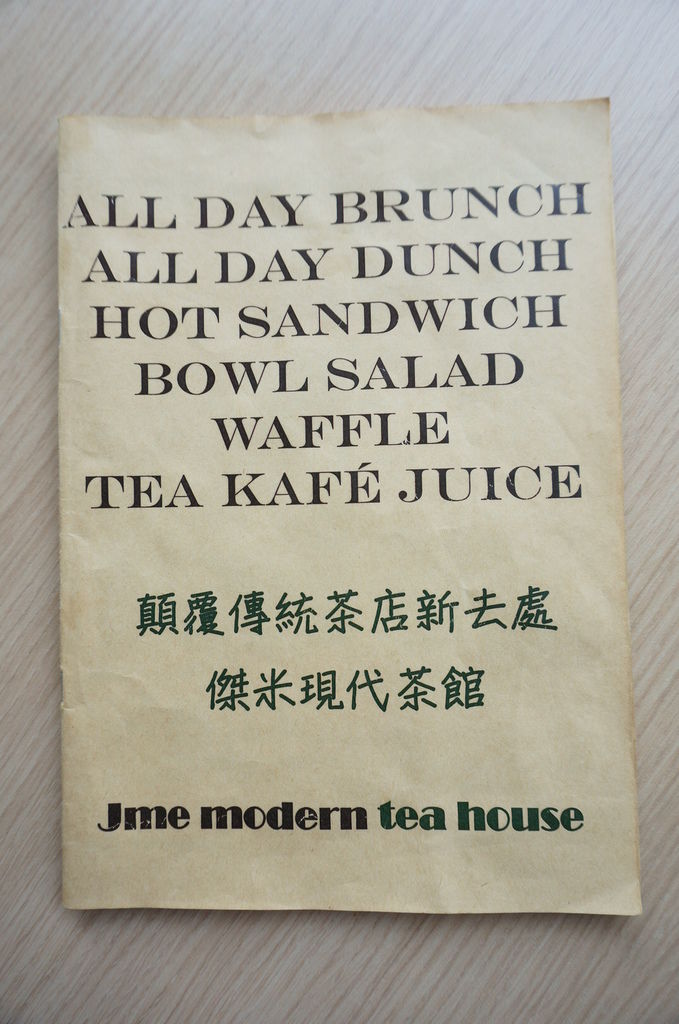 ALL DAY BRUNCH
ALL DAY DUNCH
HOT SANDWICH
BOWL SALAD
WAFFLE
TEA KAFÉ JUICE
顛覆傳統茶店新去處
傑米現代茶館
Jme modern tea house